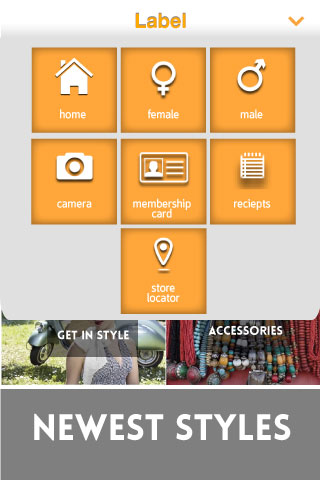 Label
home female male
camera membership card reciepts
store locator
GET IN STYLE ACCESSORIES
NEWEST STYLES